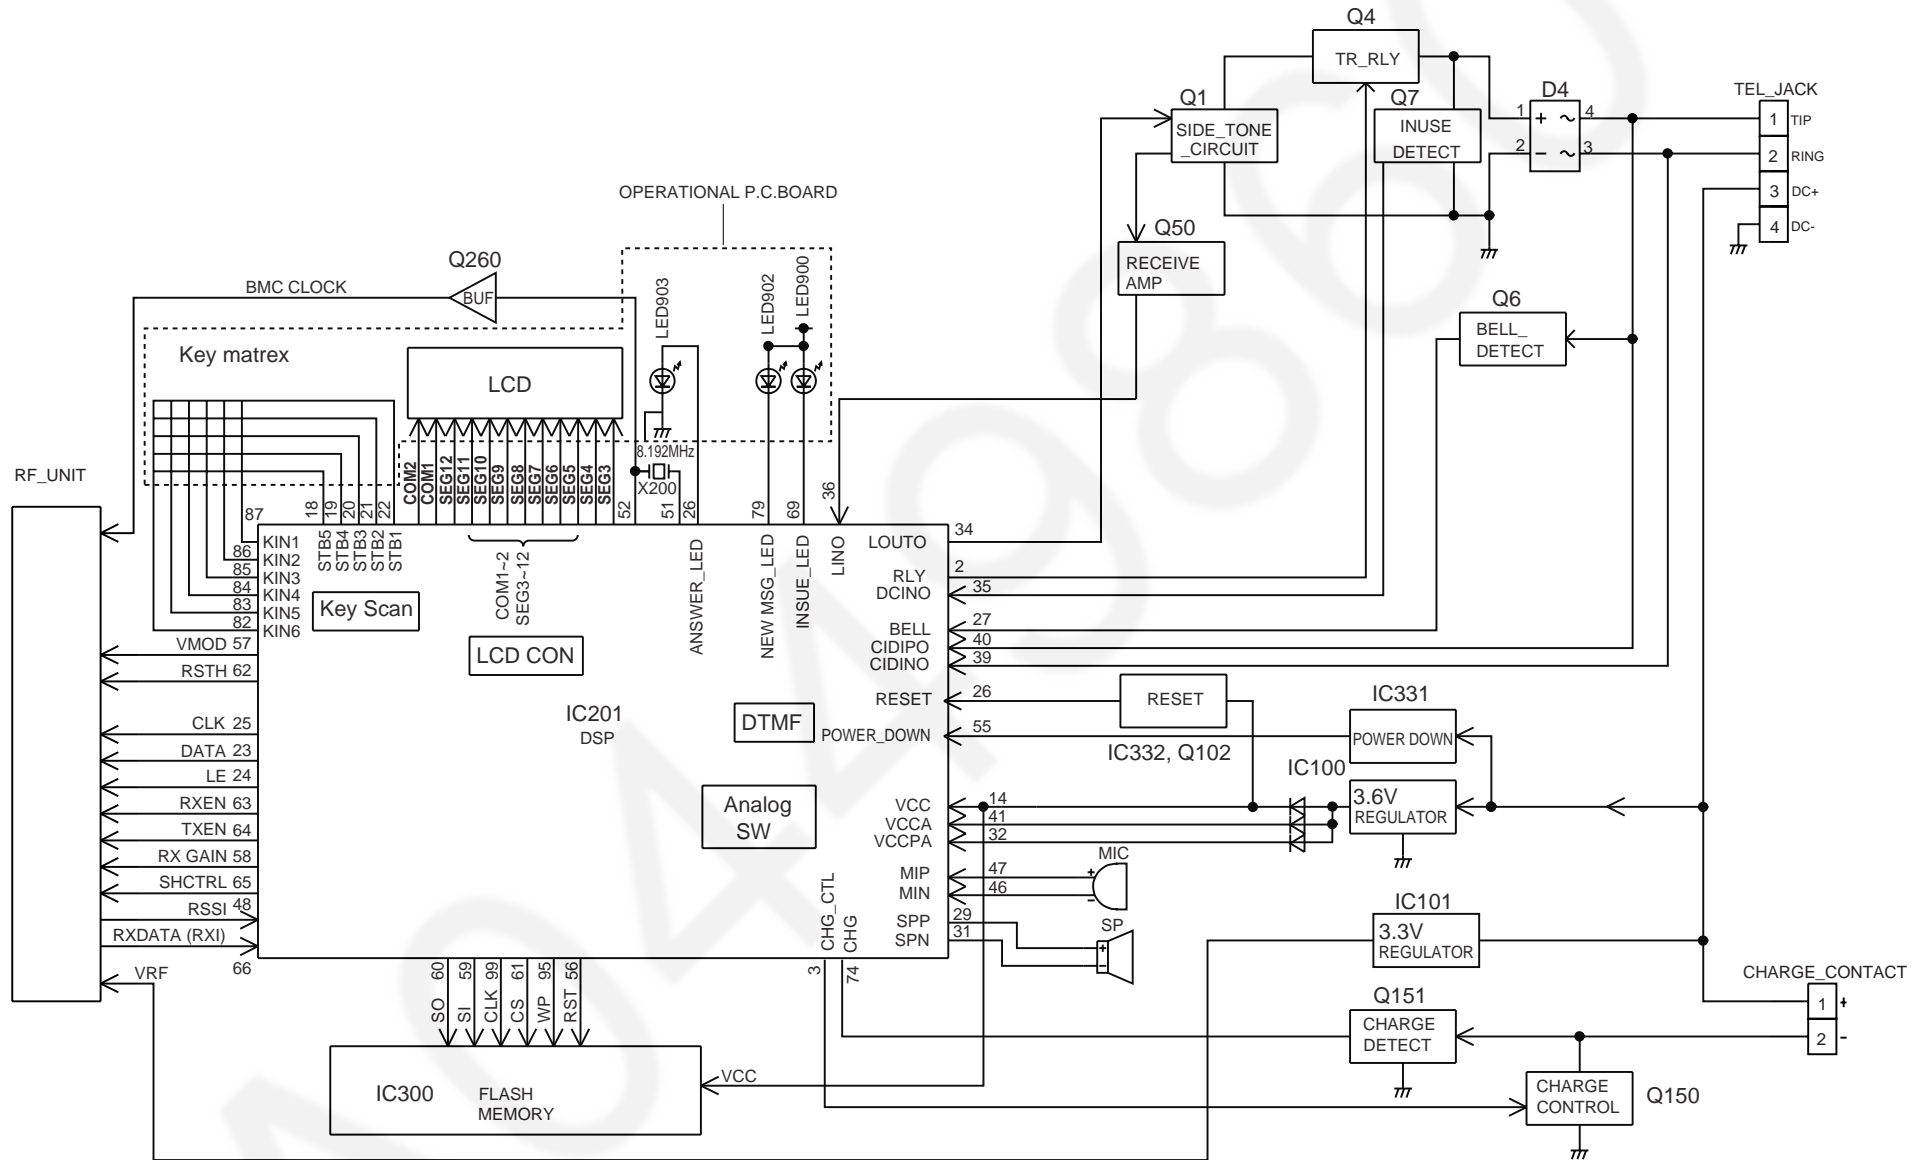 Q4
TR_RLY
Q1
SIDE_TONE
_CIRCUIT
Q7
INUSE
DETECT
D4
1 + ~ 4
2 - ~ 3
TEL_JACK
1 TIP
2 RING
3 DC+
4 DC-
OPERATIONAL P.C.BOARD
Q50
RECEIVE
AMP
Q260
BUF
BMC CLOCK
LED903
LED902
LED900
Q6
BELL_
DETECT
Key matrex
LCD
8.192MHz
X200
RF_UNIT
COM2
COM1
SEG12
SEG11
SEG10
SEG9
SEG8
SEG7
SEG6
SEG5
SEG4
SEG3
87
18
19
20
21
22
52
51
26
79
69
36
KIN1
86
KIN2
85
KIN3
84
KIN4
83
KIN5
82
KIN6
STB5
STB4
STB3
STB2
STB1
Key Scan
COM1~2
SEG3~12
LCD CON
ANSWER_LED
NEW MSG_LED
INSUE_LED
LINO
LOUTO 34
RLY 2
DCINO 35
BELL 27
CIDIPO 40
CIDINO 39
RESET 26
POWER_DOWN 55
VCC 14
VCCA 41
VCCPA 32
MIP 47
MIN 46
SPP 29
SPN 31
VMOD 57
RSTH 62
CLK 25
DATA 23
LE 24
RXEN 63
TXEN 64
RX GAIN 58
SHCTRL 65
RSSI 48
RXDATA (RXI)
66
VRF
IC201
DSP
DTMF
Analog
SW
RESET
IC332, Q102
IC331
POWER DOWN
IC100
3.6V
REGULATOR
MIC
+
-
SP
+
-
IC101
3.3V
REGULATOR
CHG_CTL
CHG
3
74
SO 60
SI 59
CLK 99
CS 61
WP 95
RST 56
IC300 FLASH
MEMORY
VCC
Q151
CHARGE
DETECT
CHARGE_CONTACT
1 +
2 -
CHARGE
CONTROL
Q150